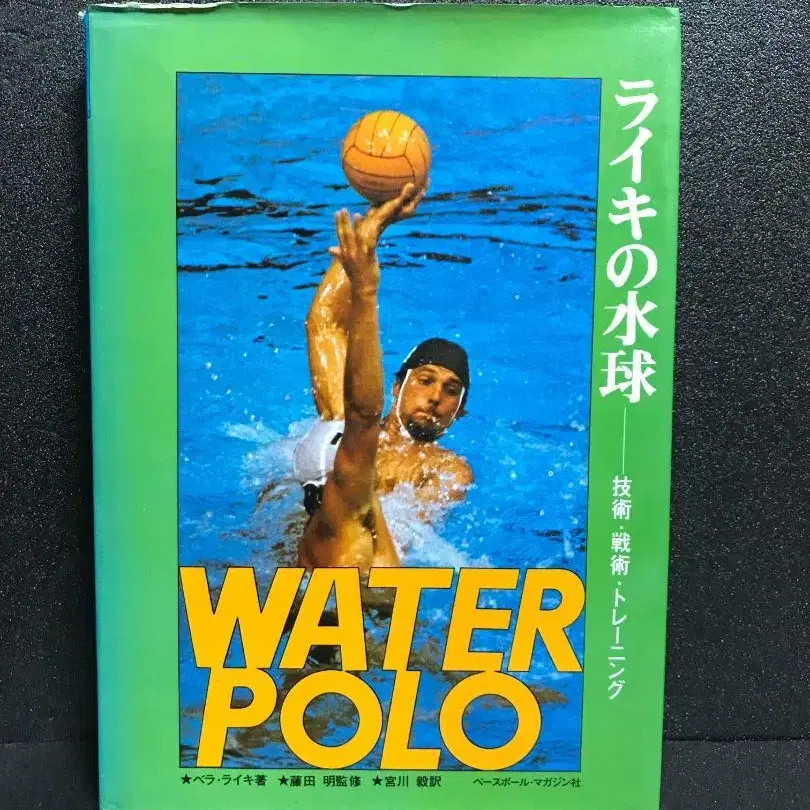 ライキの水球
技術・戦術・トレーニング
WATER
POLO
★ベラ・ライキ著 ★藤田 明監修 ★宮川 毅訳 ベースボール・マガジン社